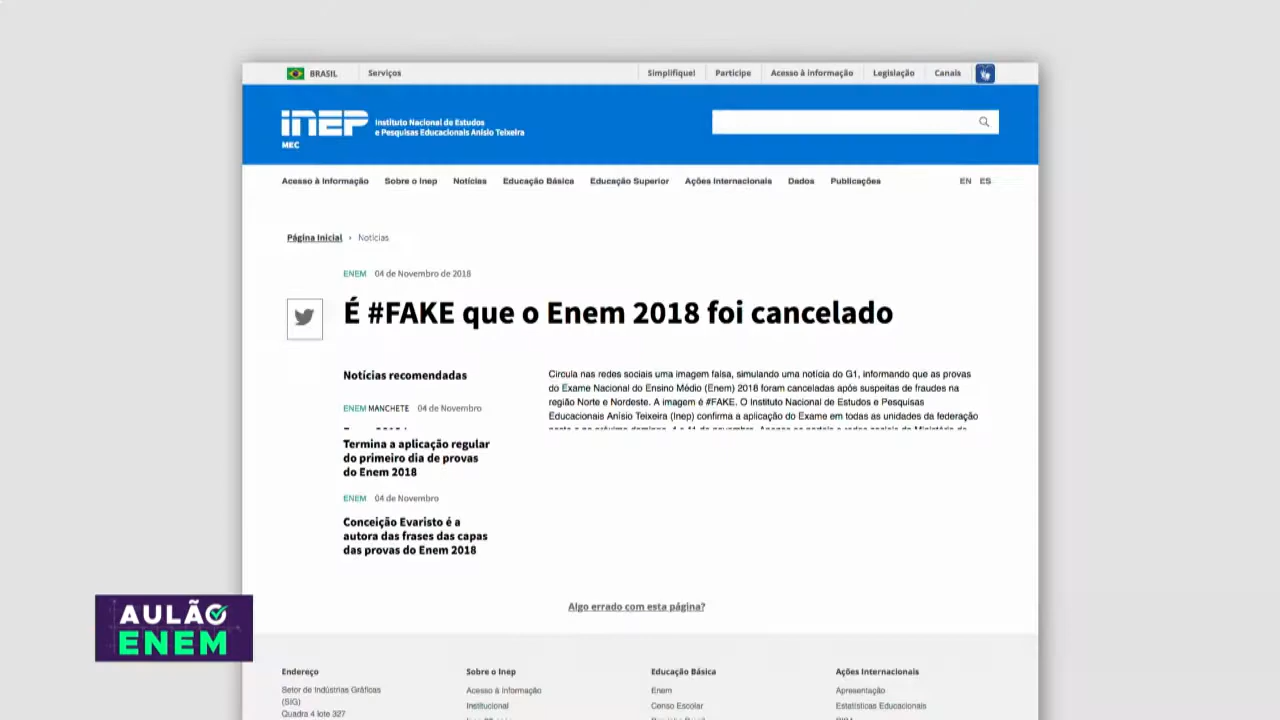 BRASIL Serviços Simplifique! Participe Acesso à informação Legislação Canais
INEP Instituto Nacional de Estudos
e Pesquisas Educacionais Anísio Teixeira
MEC
Acesso à Informação Sobre o Inep Notícias Educação Básica Educação Superior Ações Internacionais Dados Publicações EN ES
Página Inicial Notícias
ENEM 04 de Novembro de 2018
É #FAKE que o Enem 2018 foi cancelado
Notícias recomendadas
ENEM MANCHETE 04 de Novembro
Termina a aplicação regular
do primeiro dia de provas
do Enem 2018
ENEM 04 de Novembro
Conceição Evaristo é a
autora das frases das capas
das provas do Enem 2018
Circula nas redes sociais uma imagem falsa, simulando uma notícia do G1, informando que as provas
do Exame Nacional do Ensino Médio (Enem) 2018 foram canceladas após suspeitas de fraudes na
região Norte e Nordeste. A imagem é #FAKE. O Instituto Nacional de Estudos e Pesquisas
Educacionais Anísio Teixeira (Inep) confirma a aplicação do Exame em todas as unidades da federação
Algo errado com esta página?
AULÃO
ENEM
Endereço
Setor de Indústrias Gráficas
(SIG)
Quadra 4 lote 327
Sobre o Inep
Acesso à Informação
Institucional
Educação Básica
Enem
Censo Escolar
Ações Internacionais
Apresentação
Estatísticas Educacionais